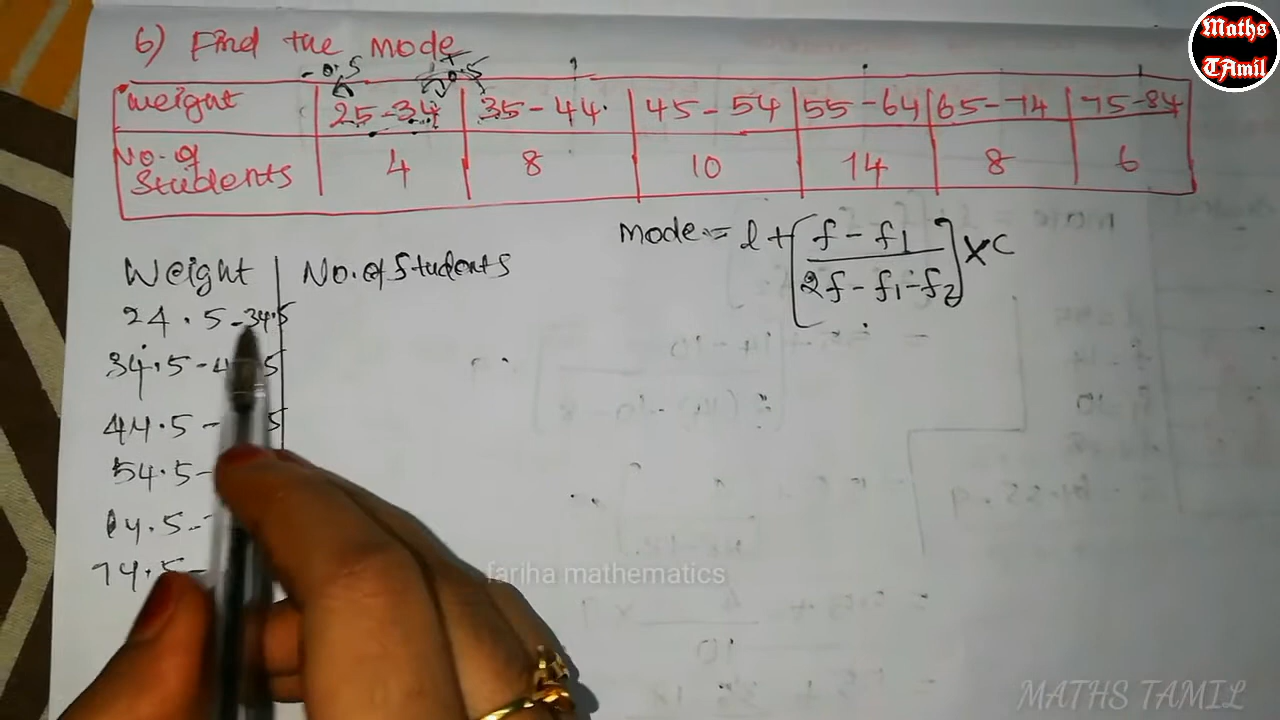 Maths
TAmil
6) Find the mode
-0.5 +0.5
Weight 25-34 35-44 45-54 55-64 65-74 75-84
No. of Students 4 8 10 14 8 6
mode = l + [f - f1 / 2f - f1 - f2] × C
Weight No. of Students
24.5-34.5
34.5-4 5
44.5- 5
54.5-
64.5-
74.5-
fariha mathematics
MATHS TAMIL